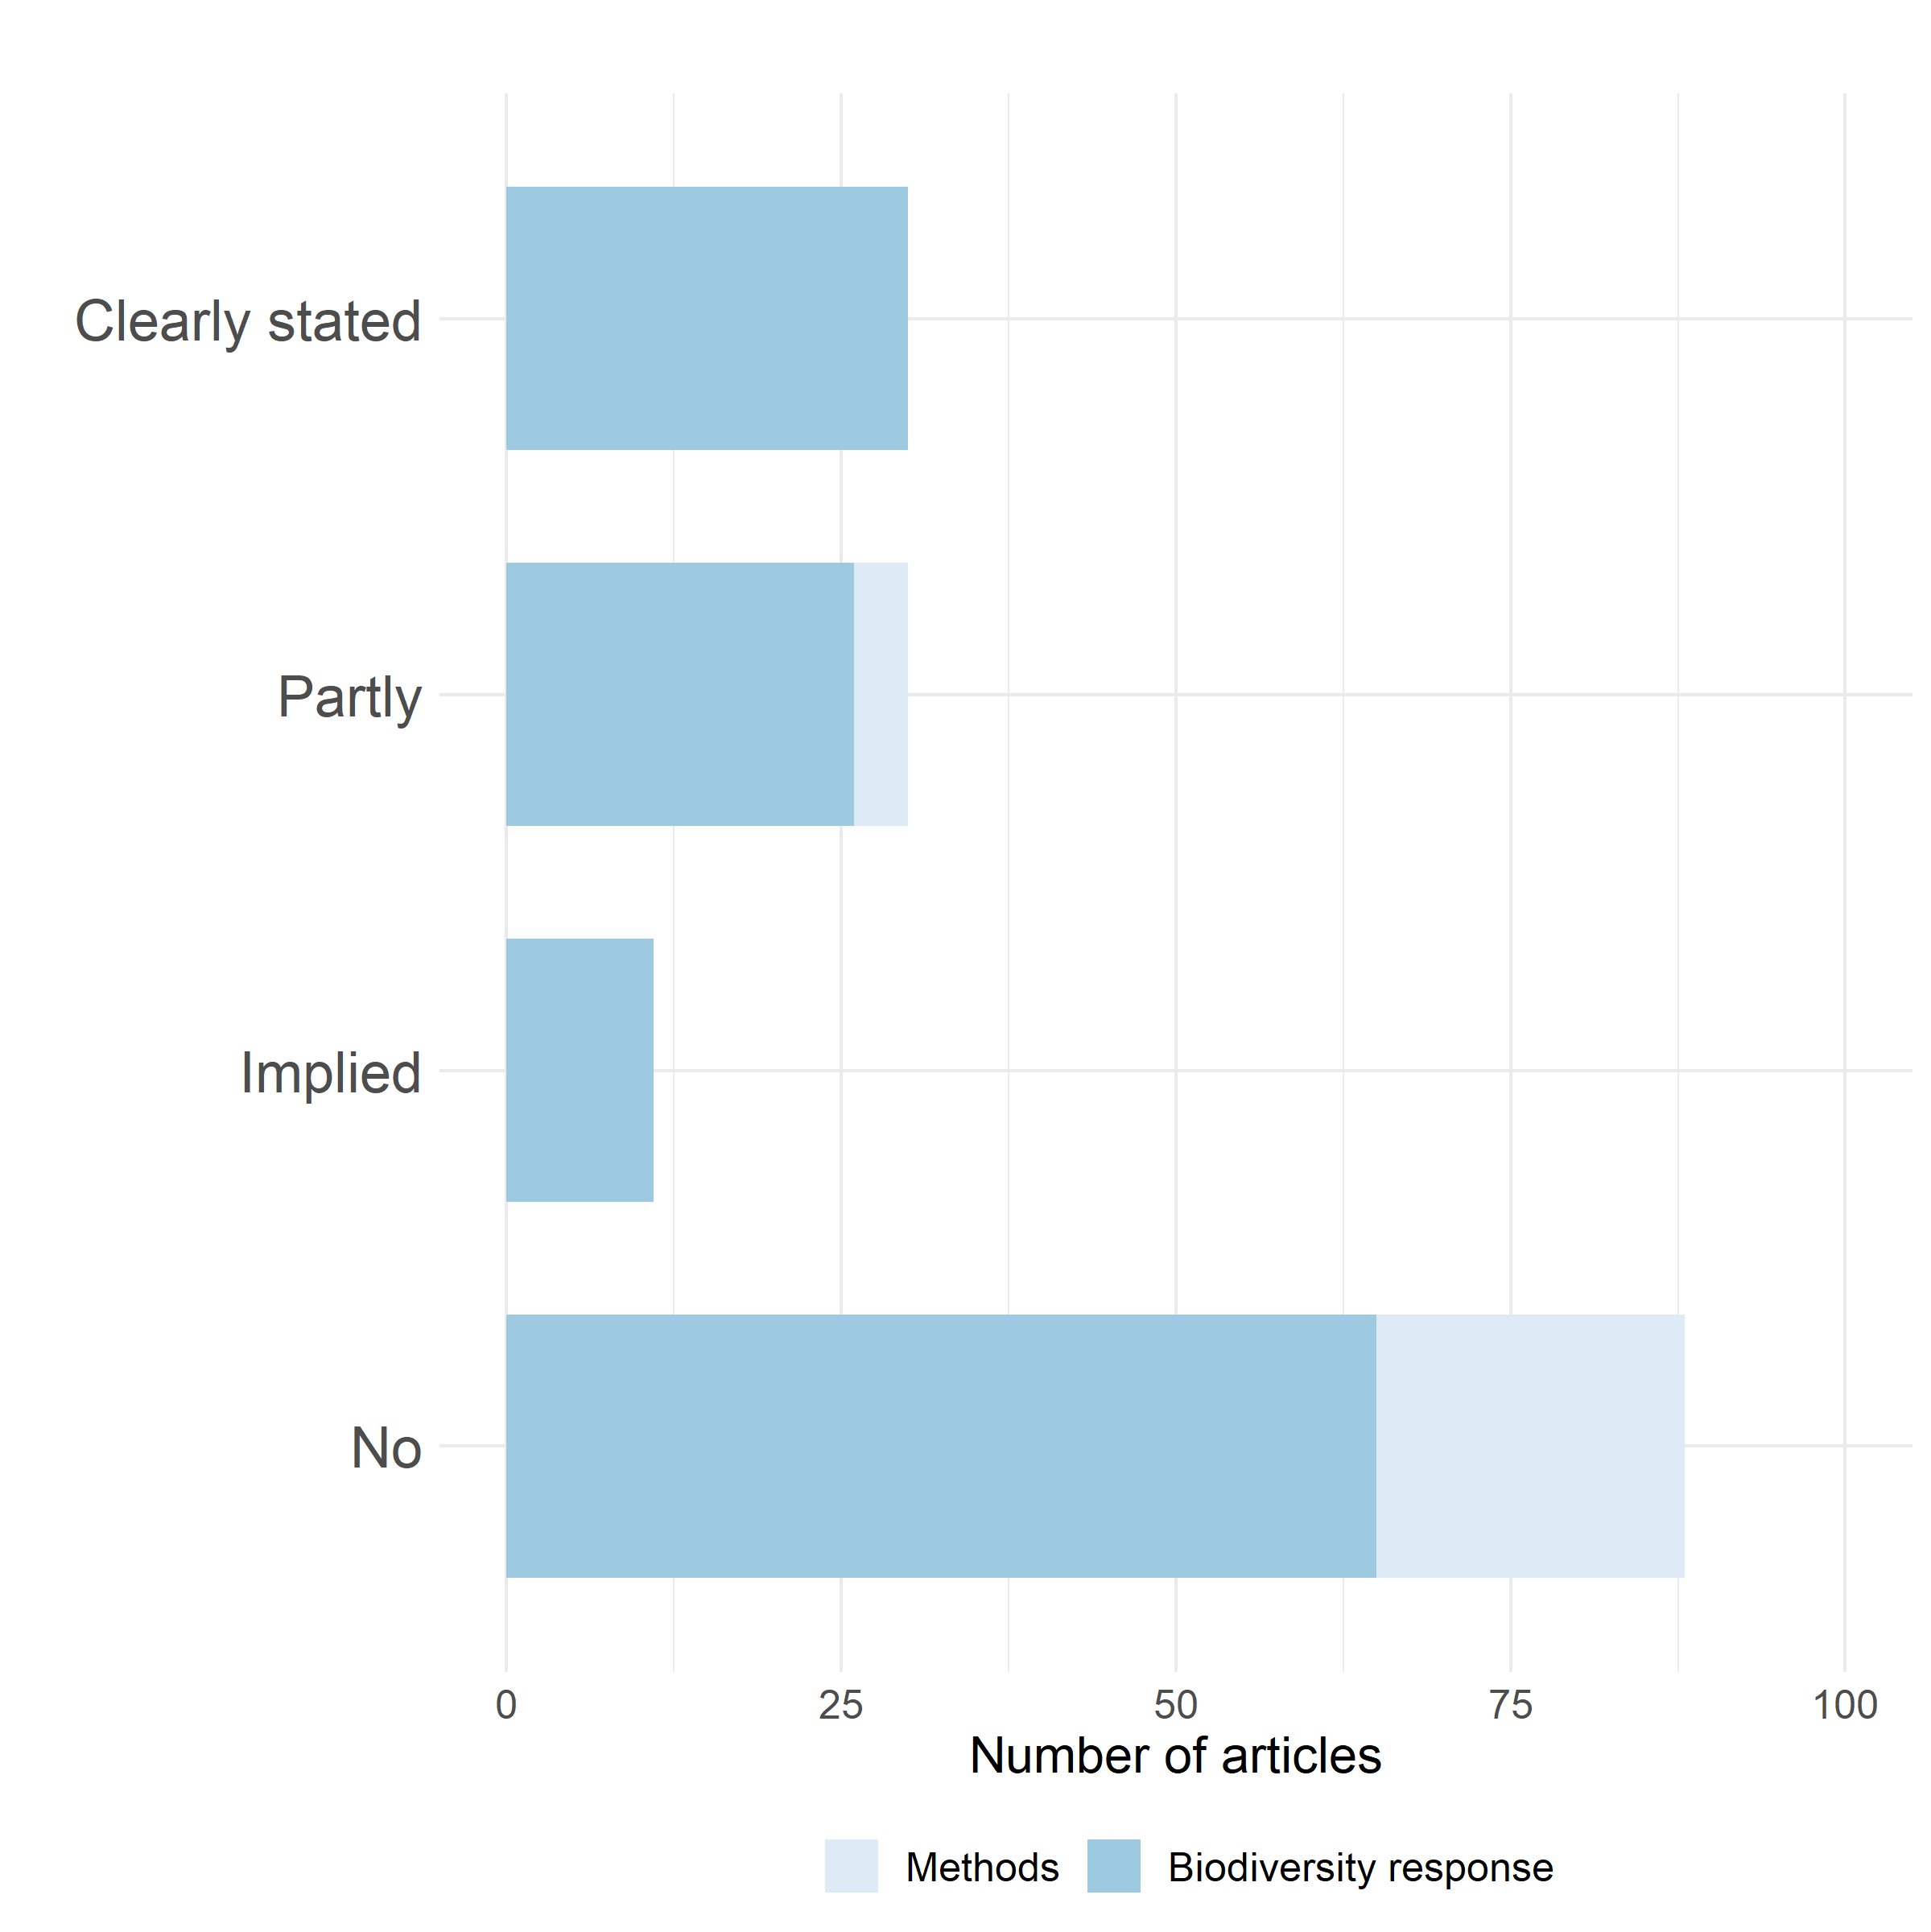 Clearly stated
Partly
Implied
No
0 25 50 75 100
Number of articles
Methods Biodiversity response